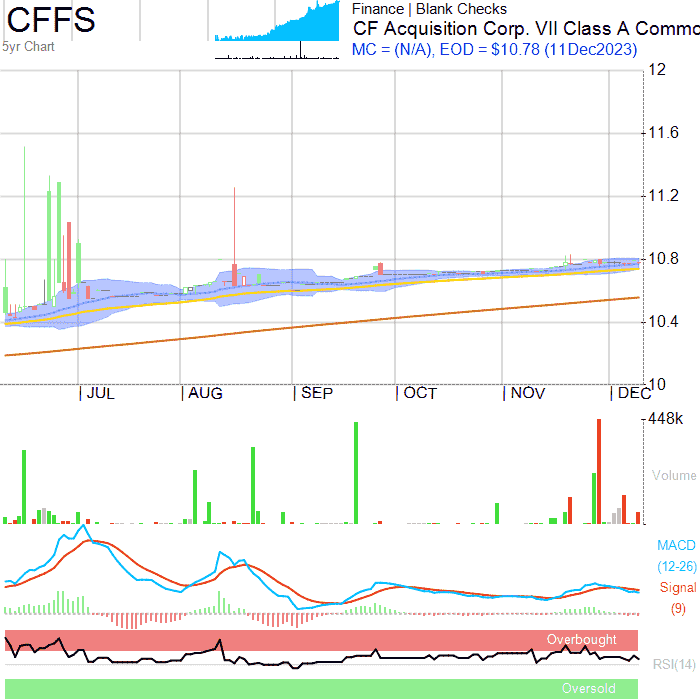 CFFS
5yr Chart
Finance | Blank Checks
CF Acquisition Corp. VII Class A Commo
MC = (N/A), EOD = $10.78 (11Dec2023)
12
11.6
11.2
10.8
10.4
10
JUL
AUG
SEP
OCT
NOV
DEC
448k
Volume
MACD
(12-26)
Signal
(9)
Overbought
RSI(14)
Oversold